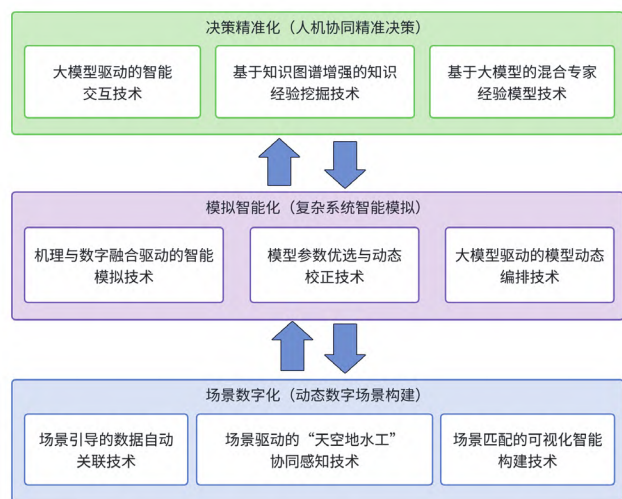 决策精准化（人机协同精准决策）
大模型驱动的智能
交互技术
基于知识图谱增强的知识
经验挖掘技术
基于大模型的混合专家
经验模型技术
模拟智能化（复杂系统智能模拟）
机理与数字融合驱动的智能
模拟技术
模型参数优选与动态
校正技术
大模型驱动的模型动态
编排技术
场景数字化（动态数字场景构建）
场景引导的数据自动
关联技术
场景驱动的“天空地水工”
协同感知技术
场景匹配的可视化智能
构建技术